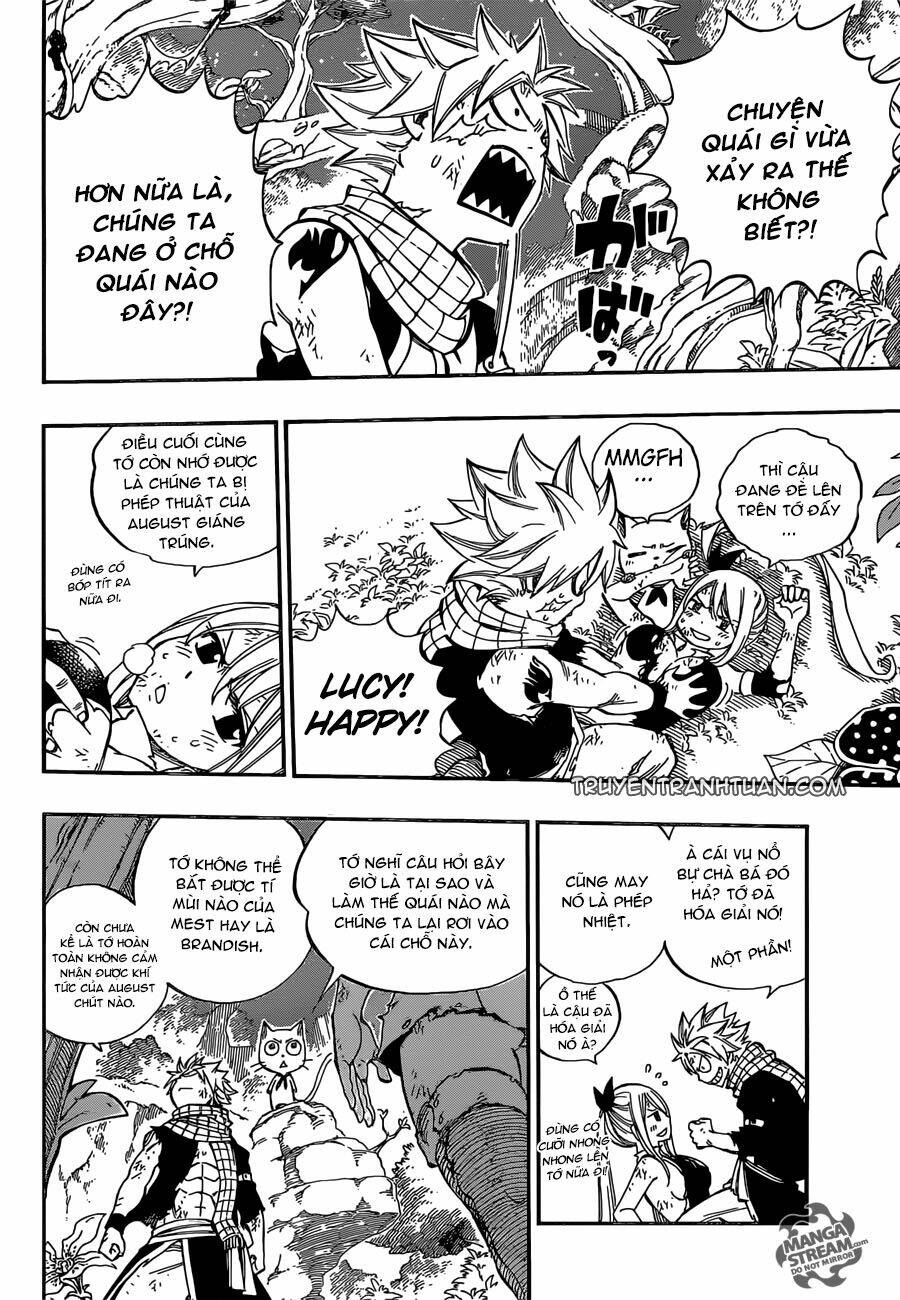 CHUYỆN
QUÁI GÌ VỪA
XẢY RA THẾ
KHÔNG
BIẾT?!
ガバッ
HƠN NỮA LÀ,
CHÚNG TA
ĐANG Ở CHỖ
QUÁI NÀO
ĐÂY?!
THÌ CẬU
ĐANG ĐÈ LÊN
TRÊN TỚ ĐẤY
...
MMGFH
...
LUCY!
HAPPY!
ĐIỀU CUỐI CÙNG
TỚ CÒN NHỚ ĐƯỢC
LÀ CHÚNG TA BỊ
PHÉP THUẬT CỦA
AUGUST GIÁNG
TRÚNG.
ĐỪNG CÓ
BÓP TÍT RA
NỮA ĐI.
TRUYENTRANHTUAN.COM
À CÁI VỤ NỔ
BỰ CHÀ BÁ ĐÓ
HẢ? TỚ ĐÃ
HÓA GIẢI NÓ!
MỘT PHẦN!
CŨNG MAY
NÓ LÀ PHÉP
NHIỆT.
Ồ THẾ
LÀ CẬU ĐÃ
HÓA GIẢI
NÓ À?
ĐỪNG CÓ
CƯỠI NHONG
NHONG LÊN
TỚ NỮA ĐI!
TỚ NGHĨ CÂU HỎI BÂY
GIỜ LÀ TẠI SAO VÀ
LÀM THẾ QUÁI NÀO MÀ
CHÚNG TA LẠI RƠI VÀO
CÁI CHỖ NÀY.
TỚ KHÔNG THỂ
BẮT ĐƯỢC TÍ
MÙI NÀO CỦA
MEST HAY LÀ
BRANDISH.
CÒN CHƯA
KỂ LÀ TỚ HOÀN
TOÀN KHÔNG CẢM
NHẬN ĐƯỢC KHÍ
TỨC CỦA AUGUST
CHÚT NÀO.
MANGA
STREAM.com
DO NOT MIRROR!